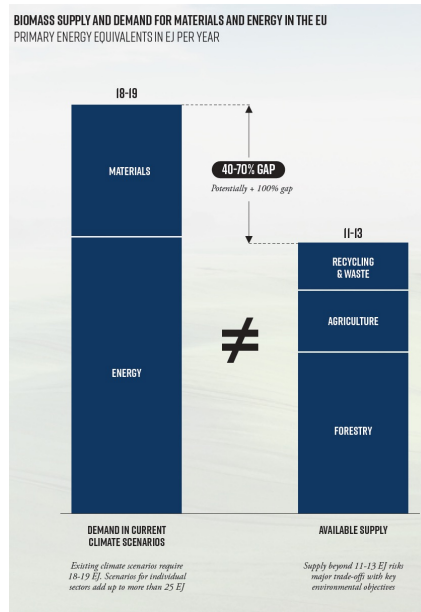 BIOMASS SUPPLY AND DEMAND FOR MATERIALS AND ENERGY IN THE EU
PRIMARY ENERGY EQUIVALENTS IN EJ PER YEAR
18-19
MATERIALS
ENERGY
40-70% GAP
Potentially + 100% gap
≠
11-13
RECYCLING
& WASTE
AGRICULTURE
FORESTRY
DEMAND IN CURRENT
CLIMATE SCENARIOS
Existing climate scenarios require
18-19 EJ. Scenarios for individual
sectors add up to more than 25 EJ
AVAILABLE SUPPLY
Supply beyond 11-13 EJ risks
major trade-offs with key
environmental objectives